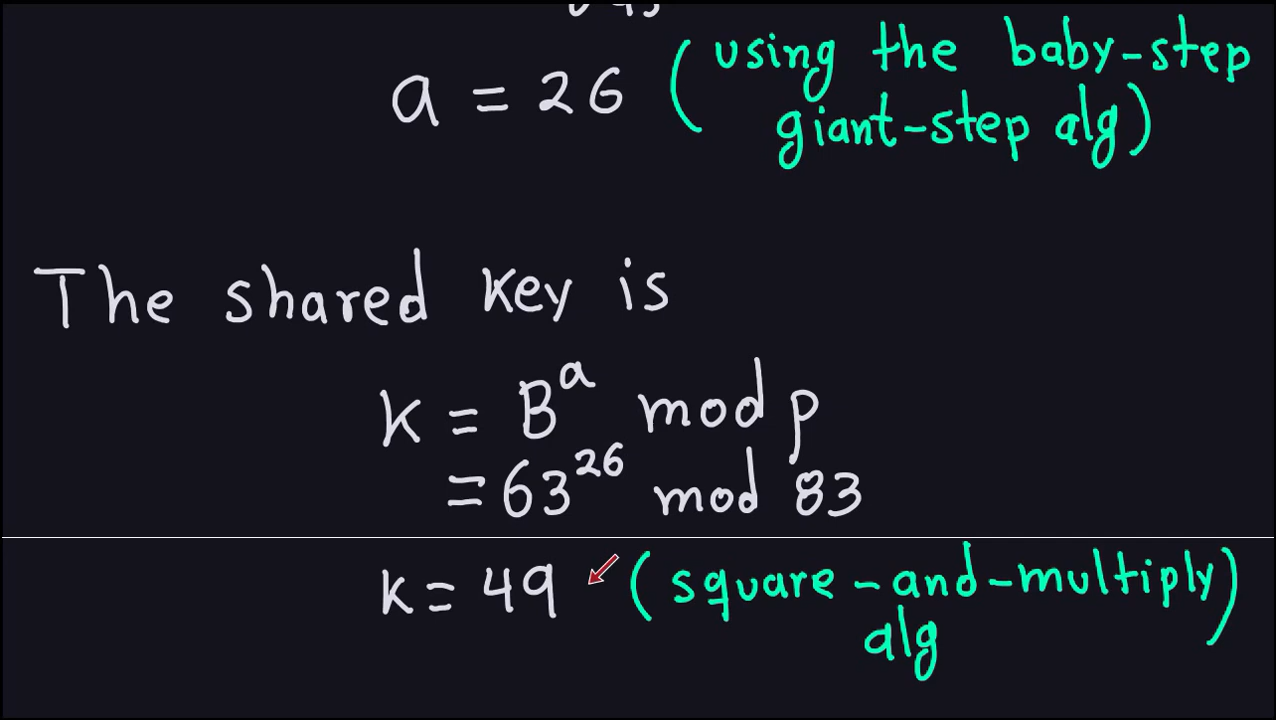 a = 26 (using the baby-step
giant-step alg)
The shared key is
k = B^a mod p
= 63^26 mod 83
k = 49 (square-and-multiply)
alg